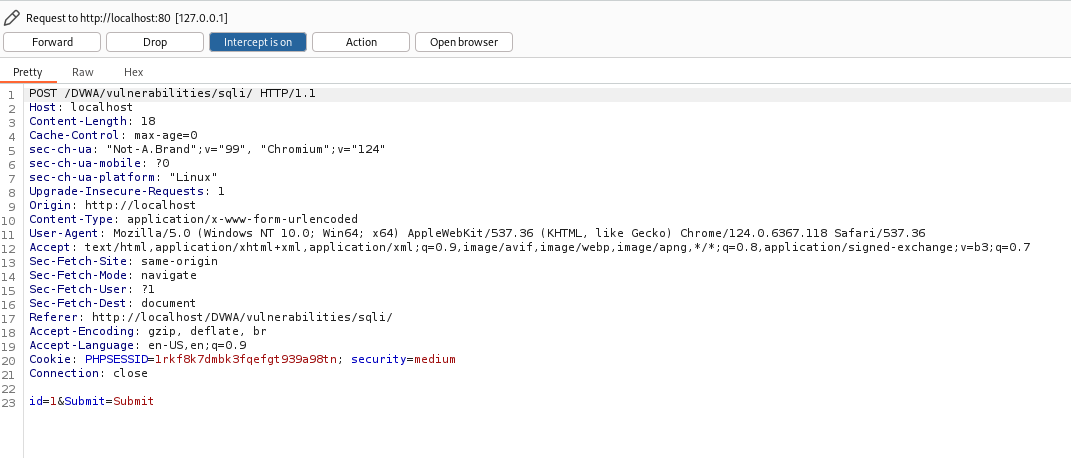 Request to http://localhost:80 [127.0.0.1]
Forward Drop Intercept is on Action Open browser
Pretty Raw Hex
1 POST /DVWA/vulnerabilities/sqli/ HTTP/1.1
2 Host: localhost
3 Content-Length: 18
4 Cache-Control: max-age=0
5 sec-ch-ua: "Not-A.Brand";v="99", "Chromium";v="124"
6 sec-ch-ua-mobile: ?0
7 sec-ch-ua-platform: "Linux"
8 Upgrade-Insecure-Requests: 1
9 Origin: http://localhost
10 Content-Type: application/x-www-form-urlencoded
11 User-Agent: Mozilla/5.0 (Windows NT 10.0; Win64; x64) AppleWebKit/537.36 (KHTML, like Gecko) Chrome/124.0.6367.118 Safari/537.36
12 Accept: text/html,application/xhtml+xml,application/xml;q=0.9,image/avif,image/webp,image/apng,*/*;q=0.8,application/signed-exchange;v=b3;q=0.7
13 Sec-Fetch-Site: same-origin
14 Sec-Fetch-Mode: navigate
15 Sec-Fetch-User: ?1
16 Sec-Fetch-Dest: document
17 Referer: http://localhost/DVWA/vulnerabilities/sqli/
18 Accept-Encoding: gzip, deflate, br
19 Accept-Language: en-US,en;q=0.9
20 Cookie: PHPSESSID=1rkf8k7dmbk3fqefgt939a98tn; security=medium
21 Connection: close
22
23 id=1&Submit=Submit